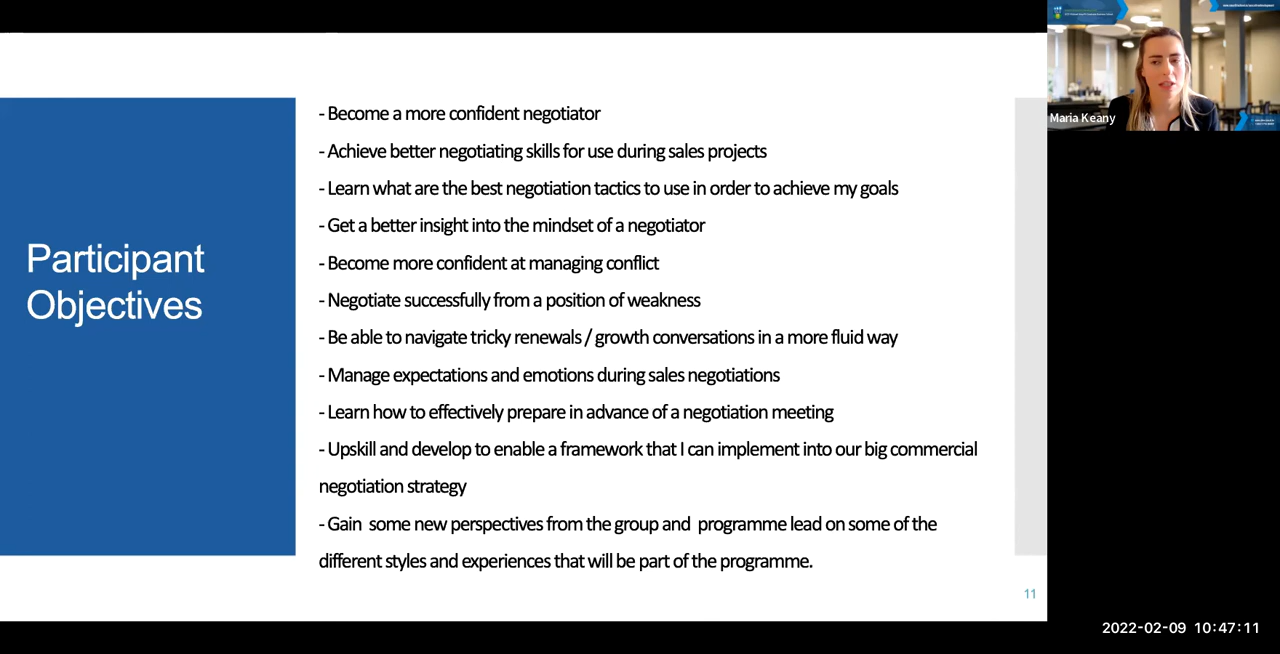 Participant
Objectives
- Become a more confident negotiator
- Achieve better negotiating skills for use during sales projects
- Learn what are the best negotiation tactics to use in order to achieve my goals
- Get a better insight into the mindset of a negotiator
- Become more confident at managing conflict
- Negotiate successfully from a position of weakness
- Be able to navigate tricky renewals / growth conversations in a more fluid way
- Manage expectations and emotions during sales negotiations
- Learn how to effectively prepare in advance of a negotiation meeting
- Upskill and develop to enable a framework that I can implement into our big commercial
negotiation strategy
- Gain  some new perspectives from the group and  programme lead on some of the
different styles and experiences that will be part of the programme.
11
Maria Keany
2022-02-09 10:47:11